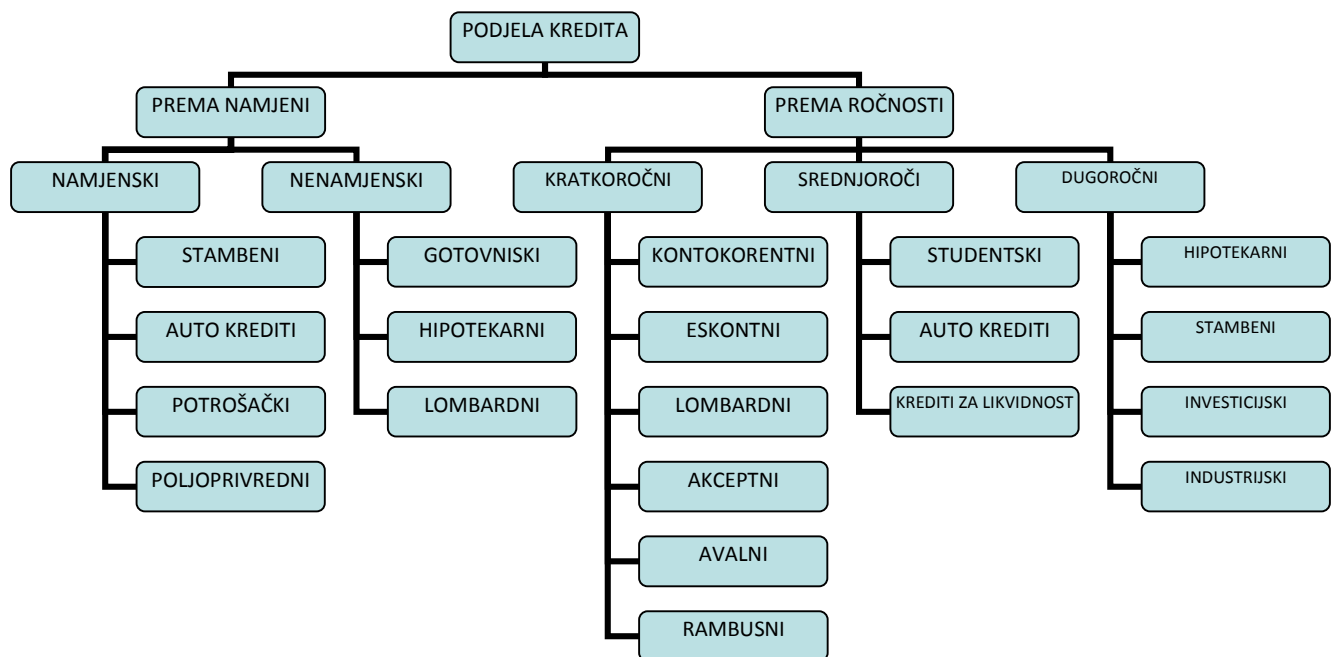 PODJELA KREDITA
PREMA NAMJENI
PREMA ROČNOSTI
NAMJENSKI
NENAMJENSKI
KRATKOROČNI
SREDNJOROČI
DUGOROČNI
STAMBENI
AUTO KREDITI
POTROŠAČKI
POLJOPRIVREDNI
GOTOVNISKI
HIPOTEKARNI
LOMBARDNI
KONTOKORENTNI
ESKONTNI
LOMBARDNI
AKCEPTNI
AVALNI
RAMBUSNI
STUDENTSKI
AUTO KREDITI
KREDITI ZA LIKVIDNOST
HIPOTEKARNI
STAMBENI
INVESTICIJSKI
INDUSTRIJSKI